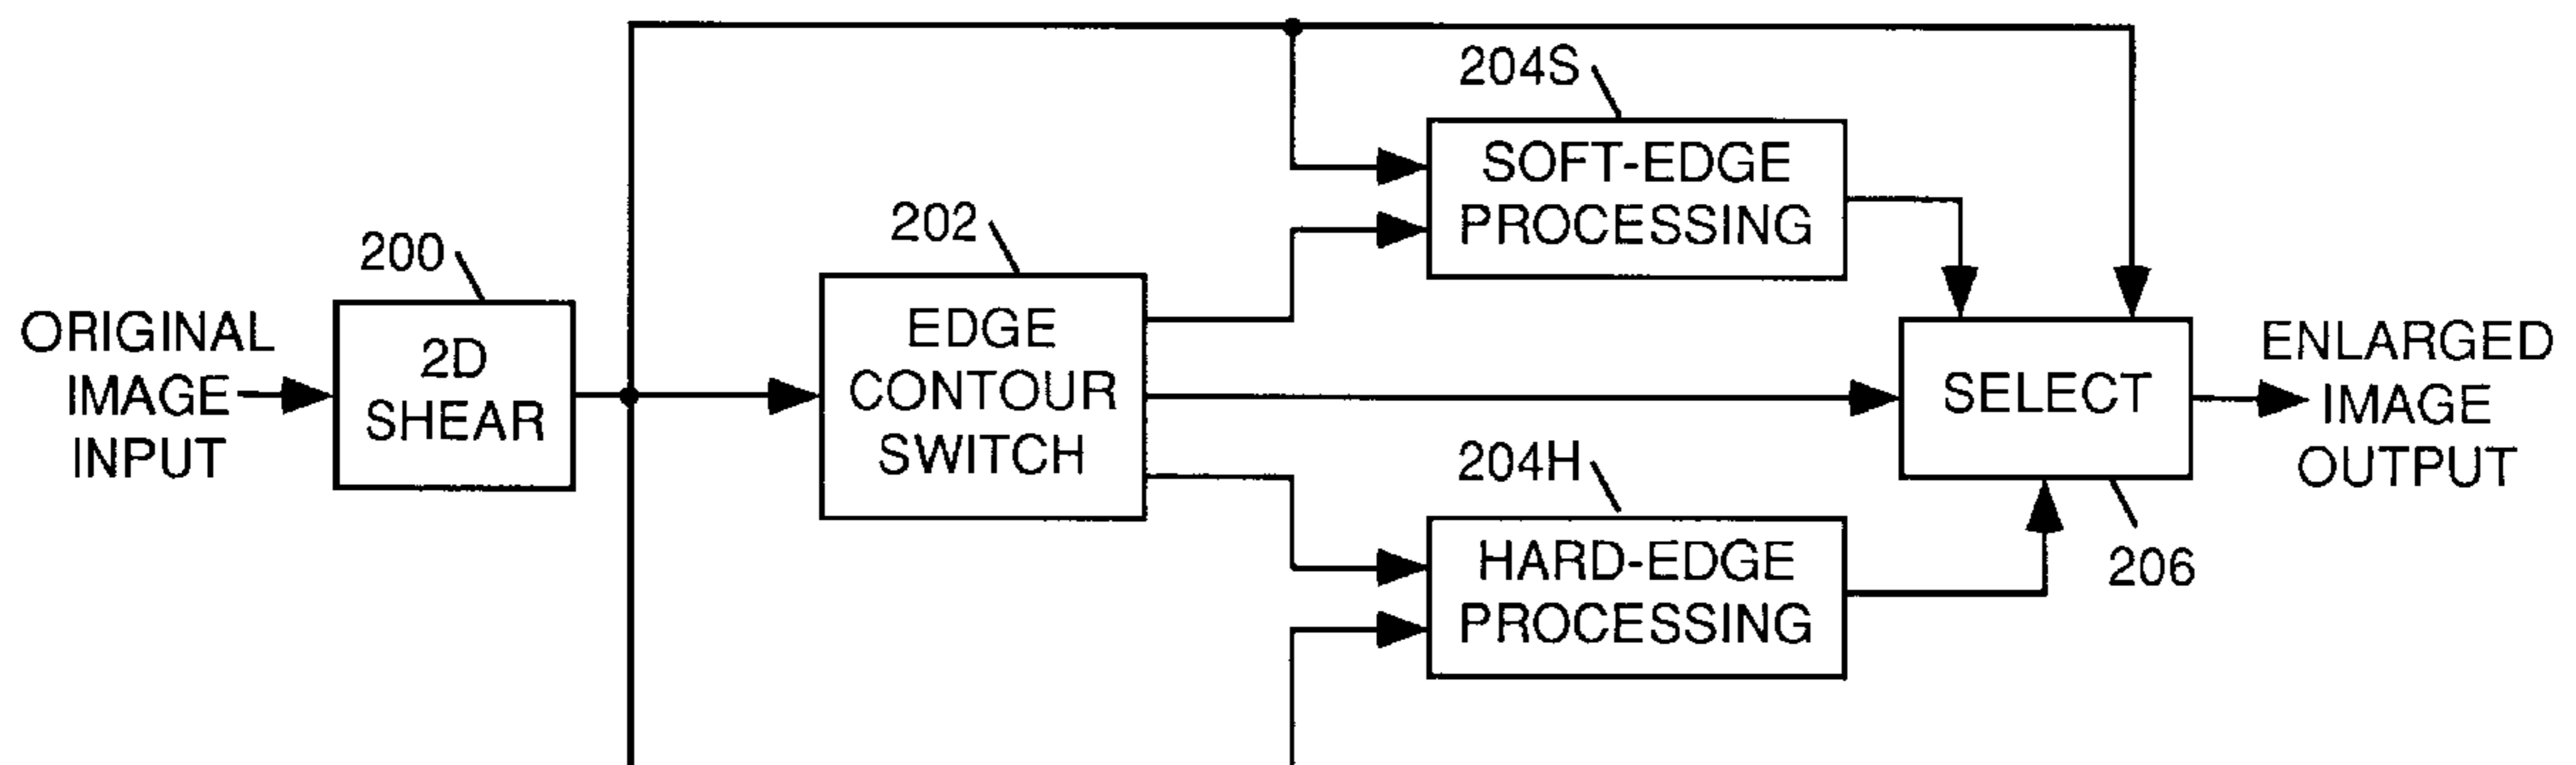 204S
SOFT-EDGE
PROCESSING
202
200
ORIGINAL
IMAGE
INPUT
2D
SHEAR
EDGE
CONTOUR
SWITCH
SELECT
ENLARGED
IMAGE
OUTPUT
204H
HARD-EDGE
PROCESSING
206